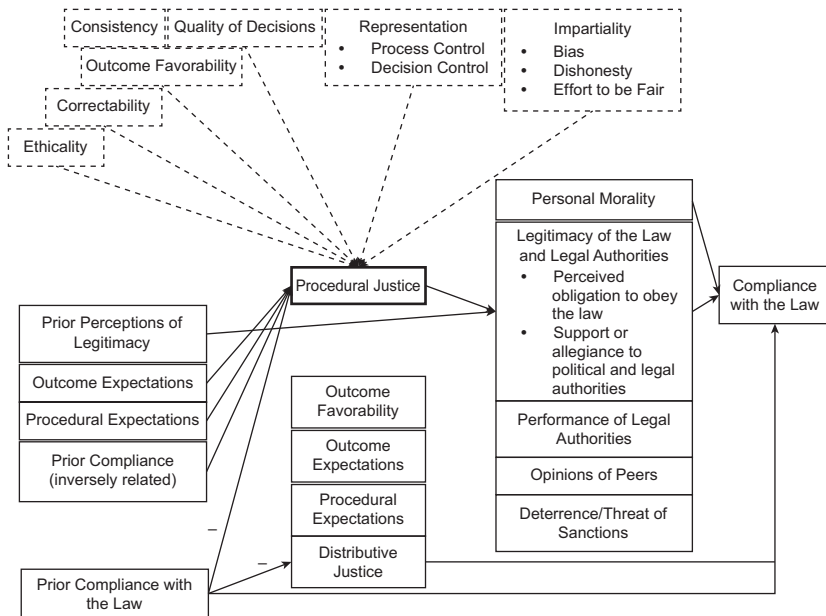 Consistency
Quality of Decisions
Representation
• Process Control
• Decision Control
Impartiality
• Bias
• Dishonesty
• Effort to be Fair
Outcome Favorability
Correctability
Ethicality
Procedural Justice
Personal Morality
Legitimacy of the Law
and Legal Authorities
• Perceived
obligation to obey
the law
• Support or
allegiance to
political and legal
authorities
Performance of Legal
Authorities
Opinions of Peers
Deterrence/Threat of
Sanctions
Compliance
with the Law
Prior Perceptions of
Legitimacy
Outcome Expectations
Procedural Expectations
Prior Compliance
(inversely related)
Outcome
Favorability
Outcome
Expectations
Procedural
Expectations
Distributive
Justice
–
–
Prior Compliance with
the Law